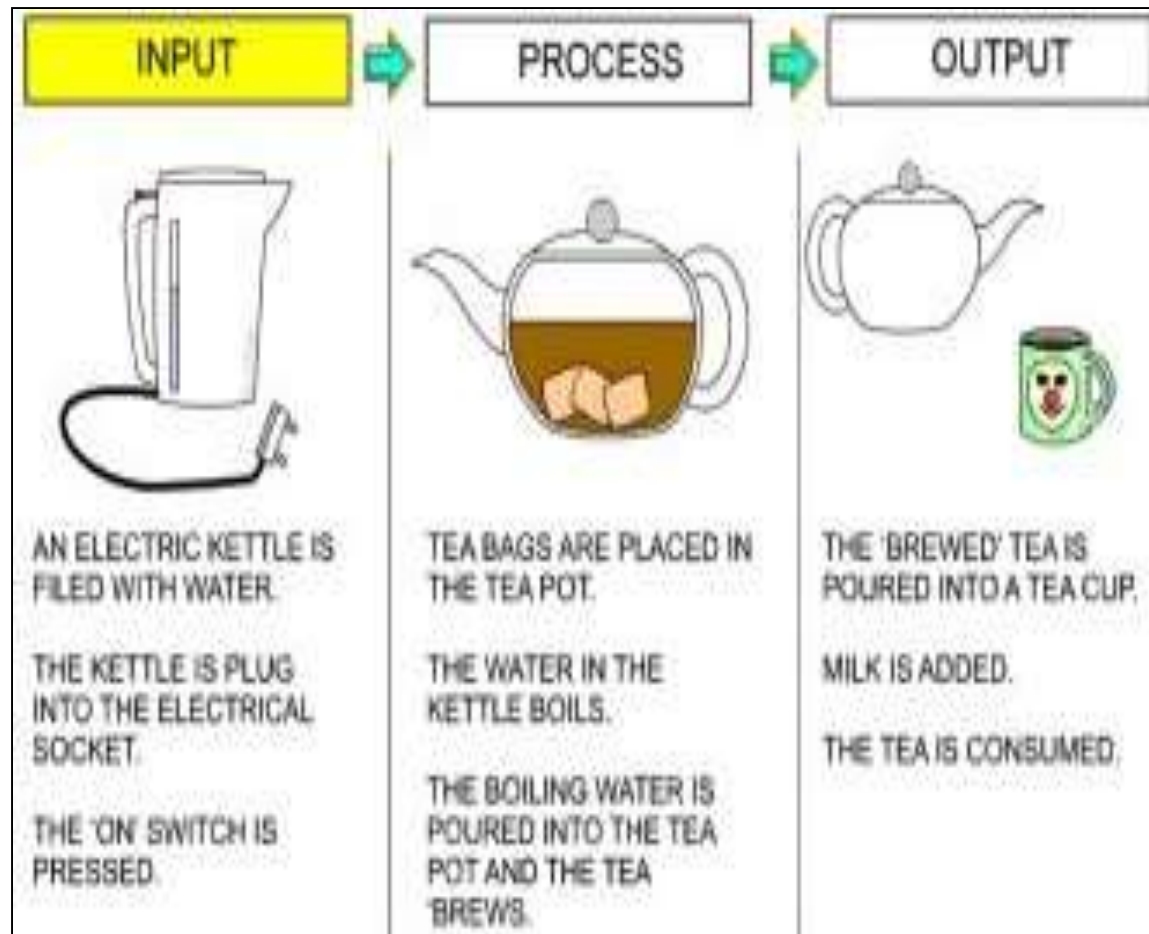 INPUT
PROCESS
OUTPUT
AN ELECTRIC KETTLE IS
FILED WITH WATER.
THE KETTLE IS PLUG
INTO THE ELECTRICAL
SOCKET.
THE 'ON' SWITCH IS
PRESSED.
TEA BAGS ARE PLACED IN
THE TEA POT.
THE WATER IN THE
KETTLE BOILS.
THE BOILING WATER IS
POURED INTO THE TEA
POT AND THE TEA
'BREWS.
THE 'BREWED' TEA IS
POURED INTO A TEA CUP.
MILK IS ADDED.
THE TEA IS CONSUMED.